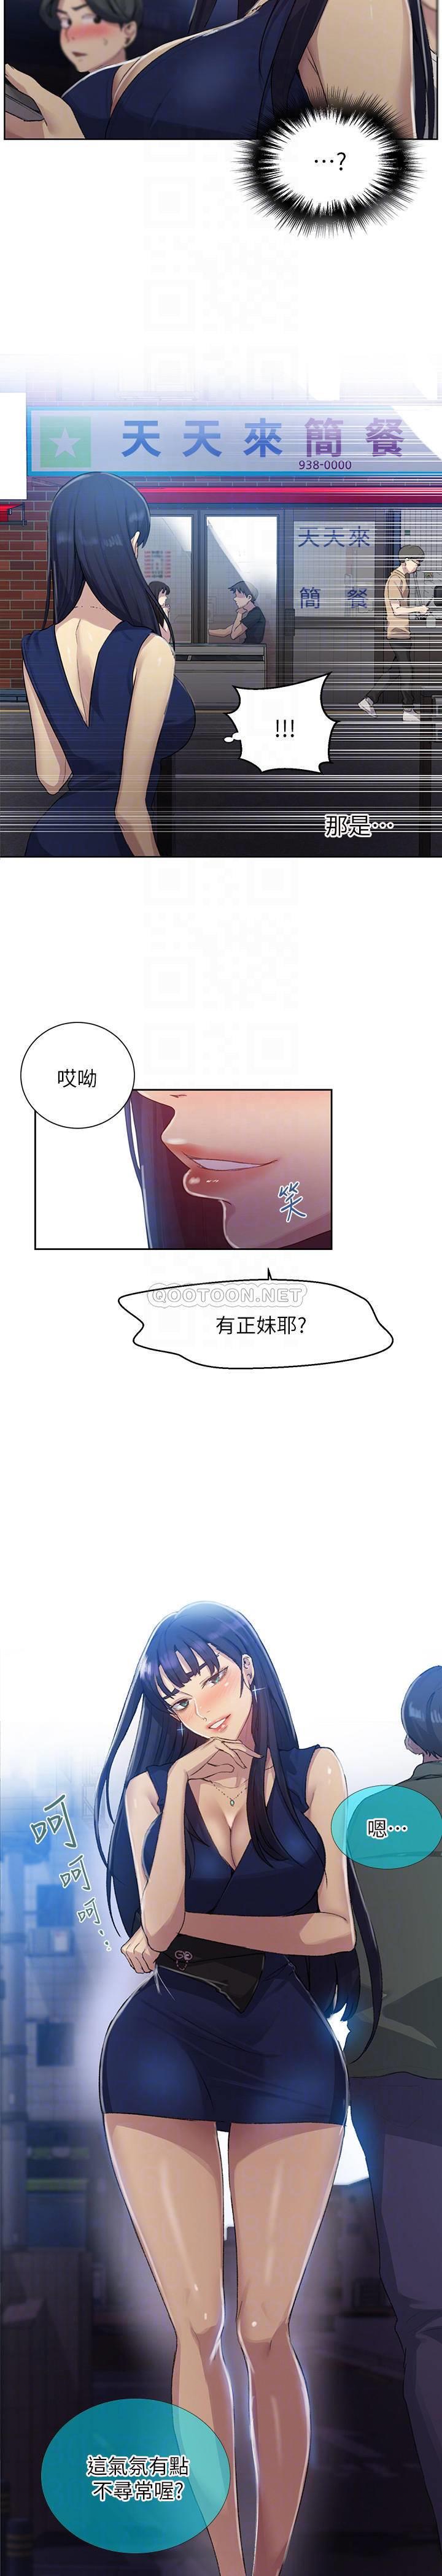 …?
天天來簡餐
938-0000
天天來
簡 餐
!!!
那是…
哎呦
笑
QOOTOON.NET
有正妹耶?
嗯…
呵
呵
呵…
這氣氛有點
不尋常喔?